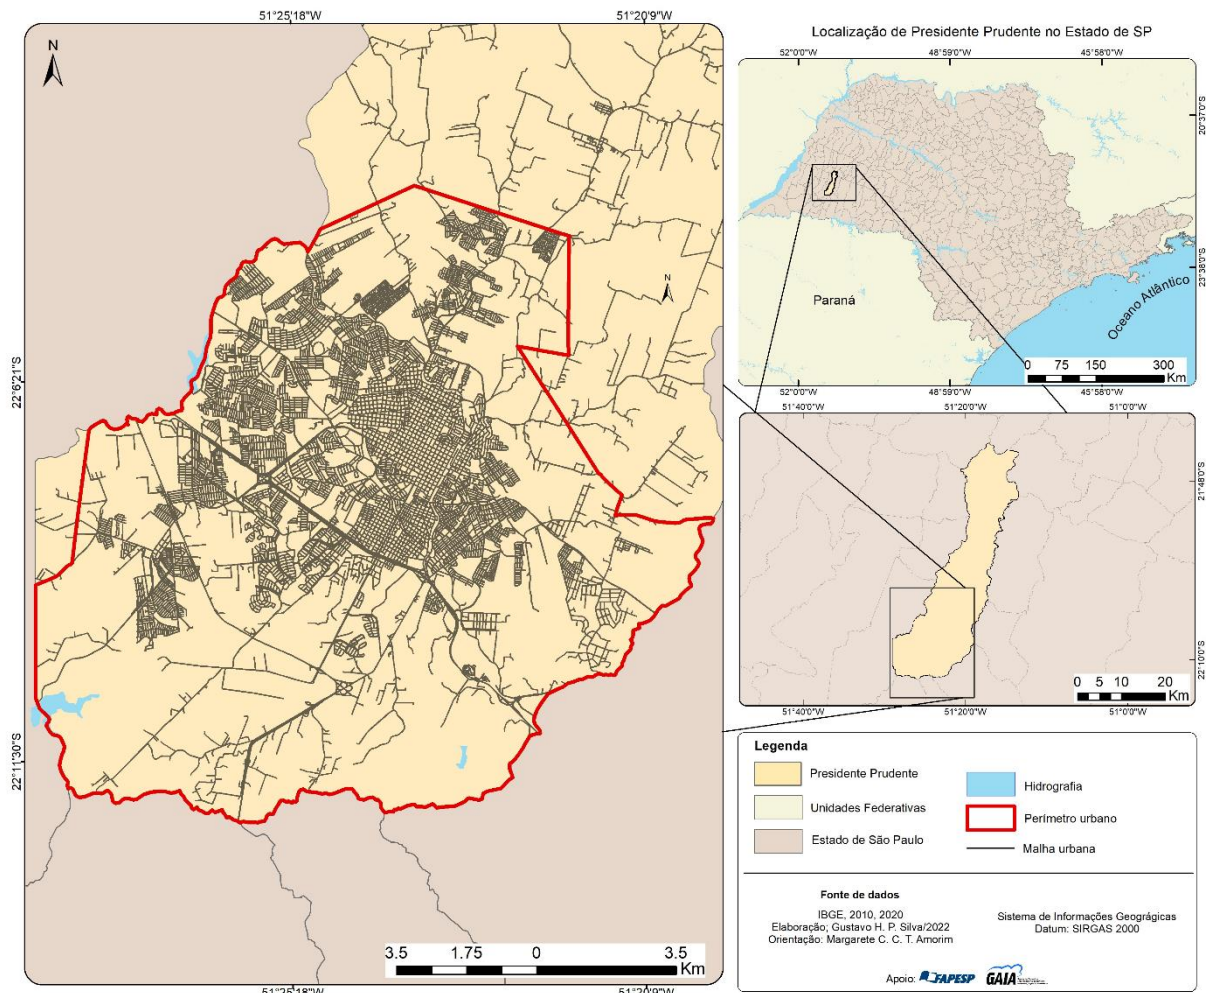 51°25'18"W
51°20'9"W
N
N
22°6'21"S
22°11'30"S
3.5 1.75 0 3.5
Km
51°25'18"W
51°20'9"W
Localização de Presidente Prudente no Estado de SP
52°0'0"W
48°59'0"W
45°58'0"W
20°37'0"S
23°38'0"S
Paraná
Oceano Atlântico
0 75 150 300
Km
52°0'0"W
48°59'0"W
45°58'0"W
51°40'0"W
51°20'0"W
51°0'0"W
21°48'0"S
22°10'0"S
0 5 10 20
Km
51°40'0"W
51°20'0"W
51°0'0"W
Legenda
Presidente Prudente
Unidades Federativas
Estado de São Paulo
Hidrografia
Perímetro urbano
Malha urbana
Fonte de dados
IBGE, 2010, 2020
Elaboração; Gustavo H. P. Silva/2022
Orientação: Margarete C. C. T. Amorim
Sistema de Informações Geográgicas
Datum: SIRGAS 2000
Apoio: FAPESP GAIA